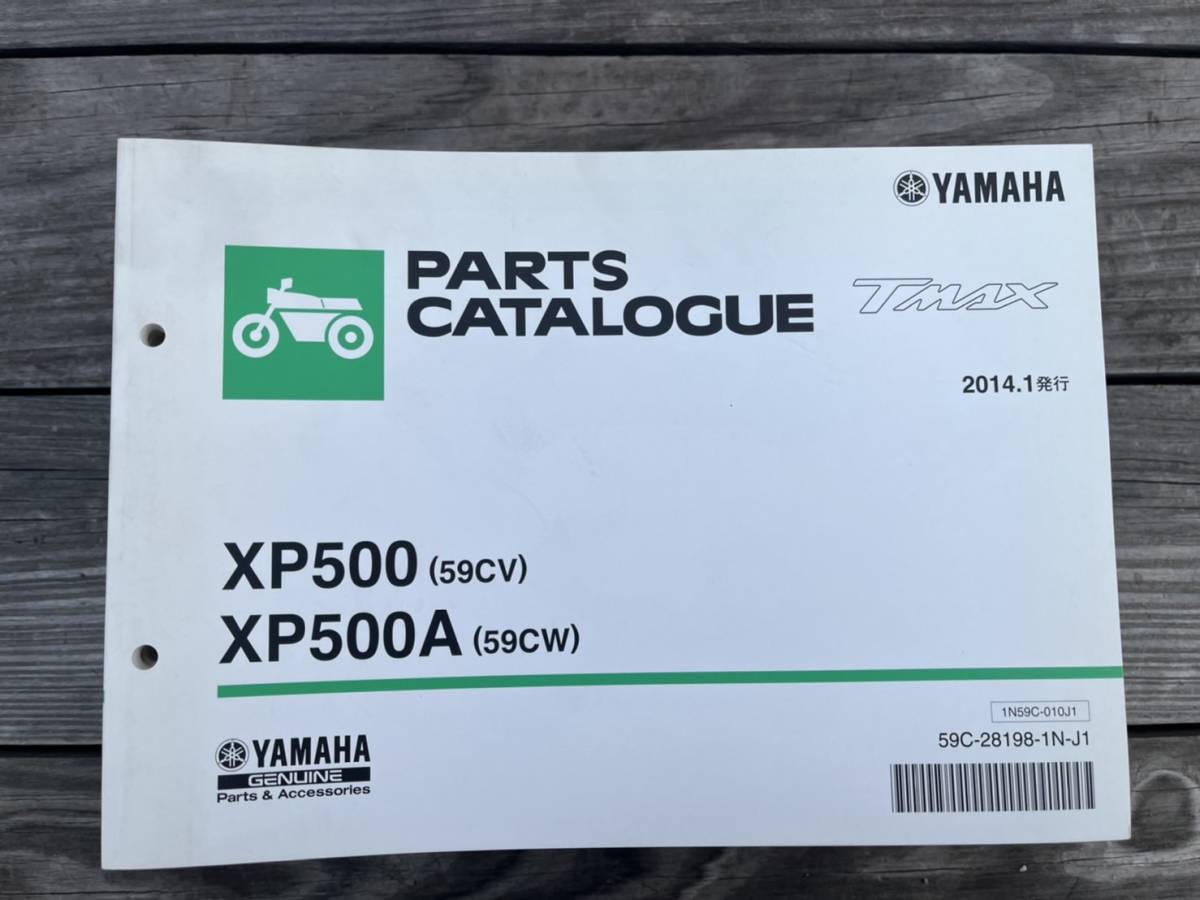 YAMAHA
PARTS
CATALOGUE
TMAX
2014.1発行
XP500 (59CV)
XP500A (59CW)
1N59C-010J1
59C-28198-1N-J1
YAMAHA
GENUINE
Parts & Accessories